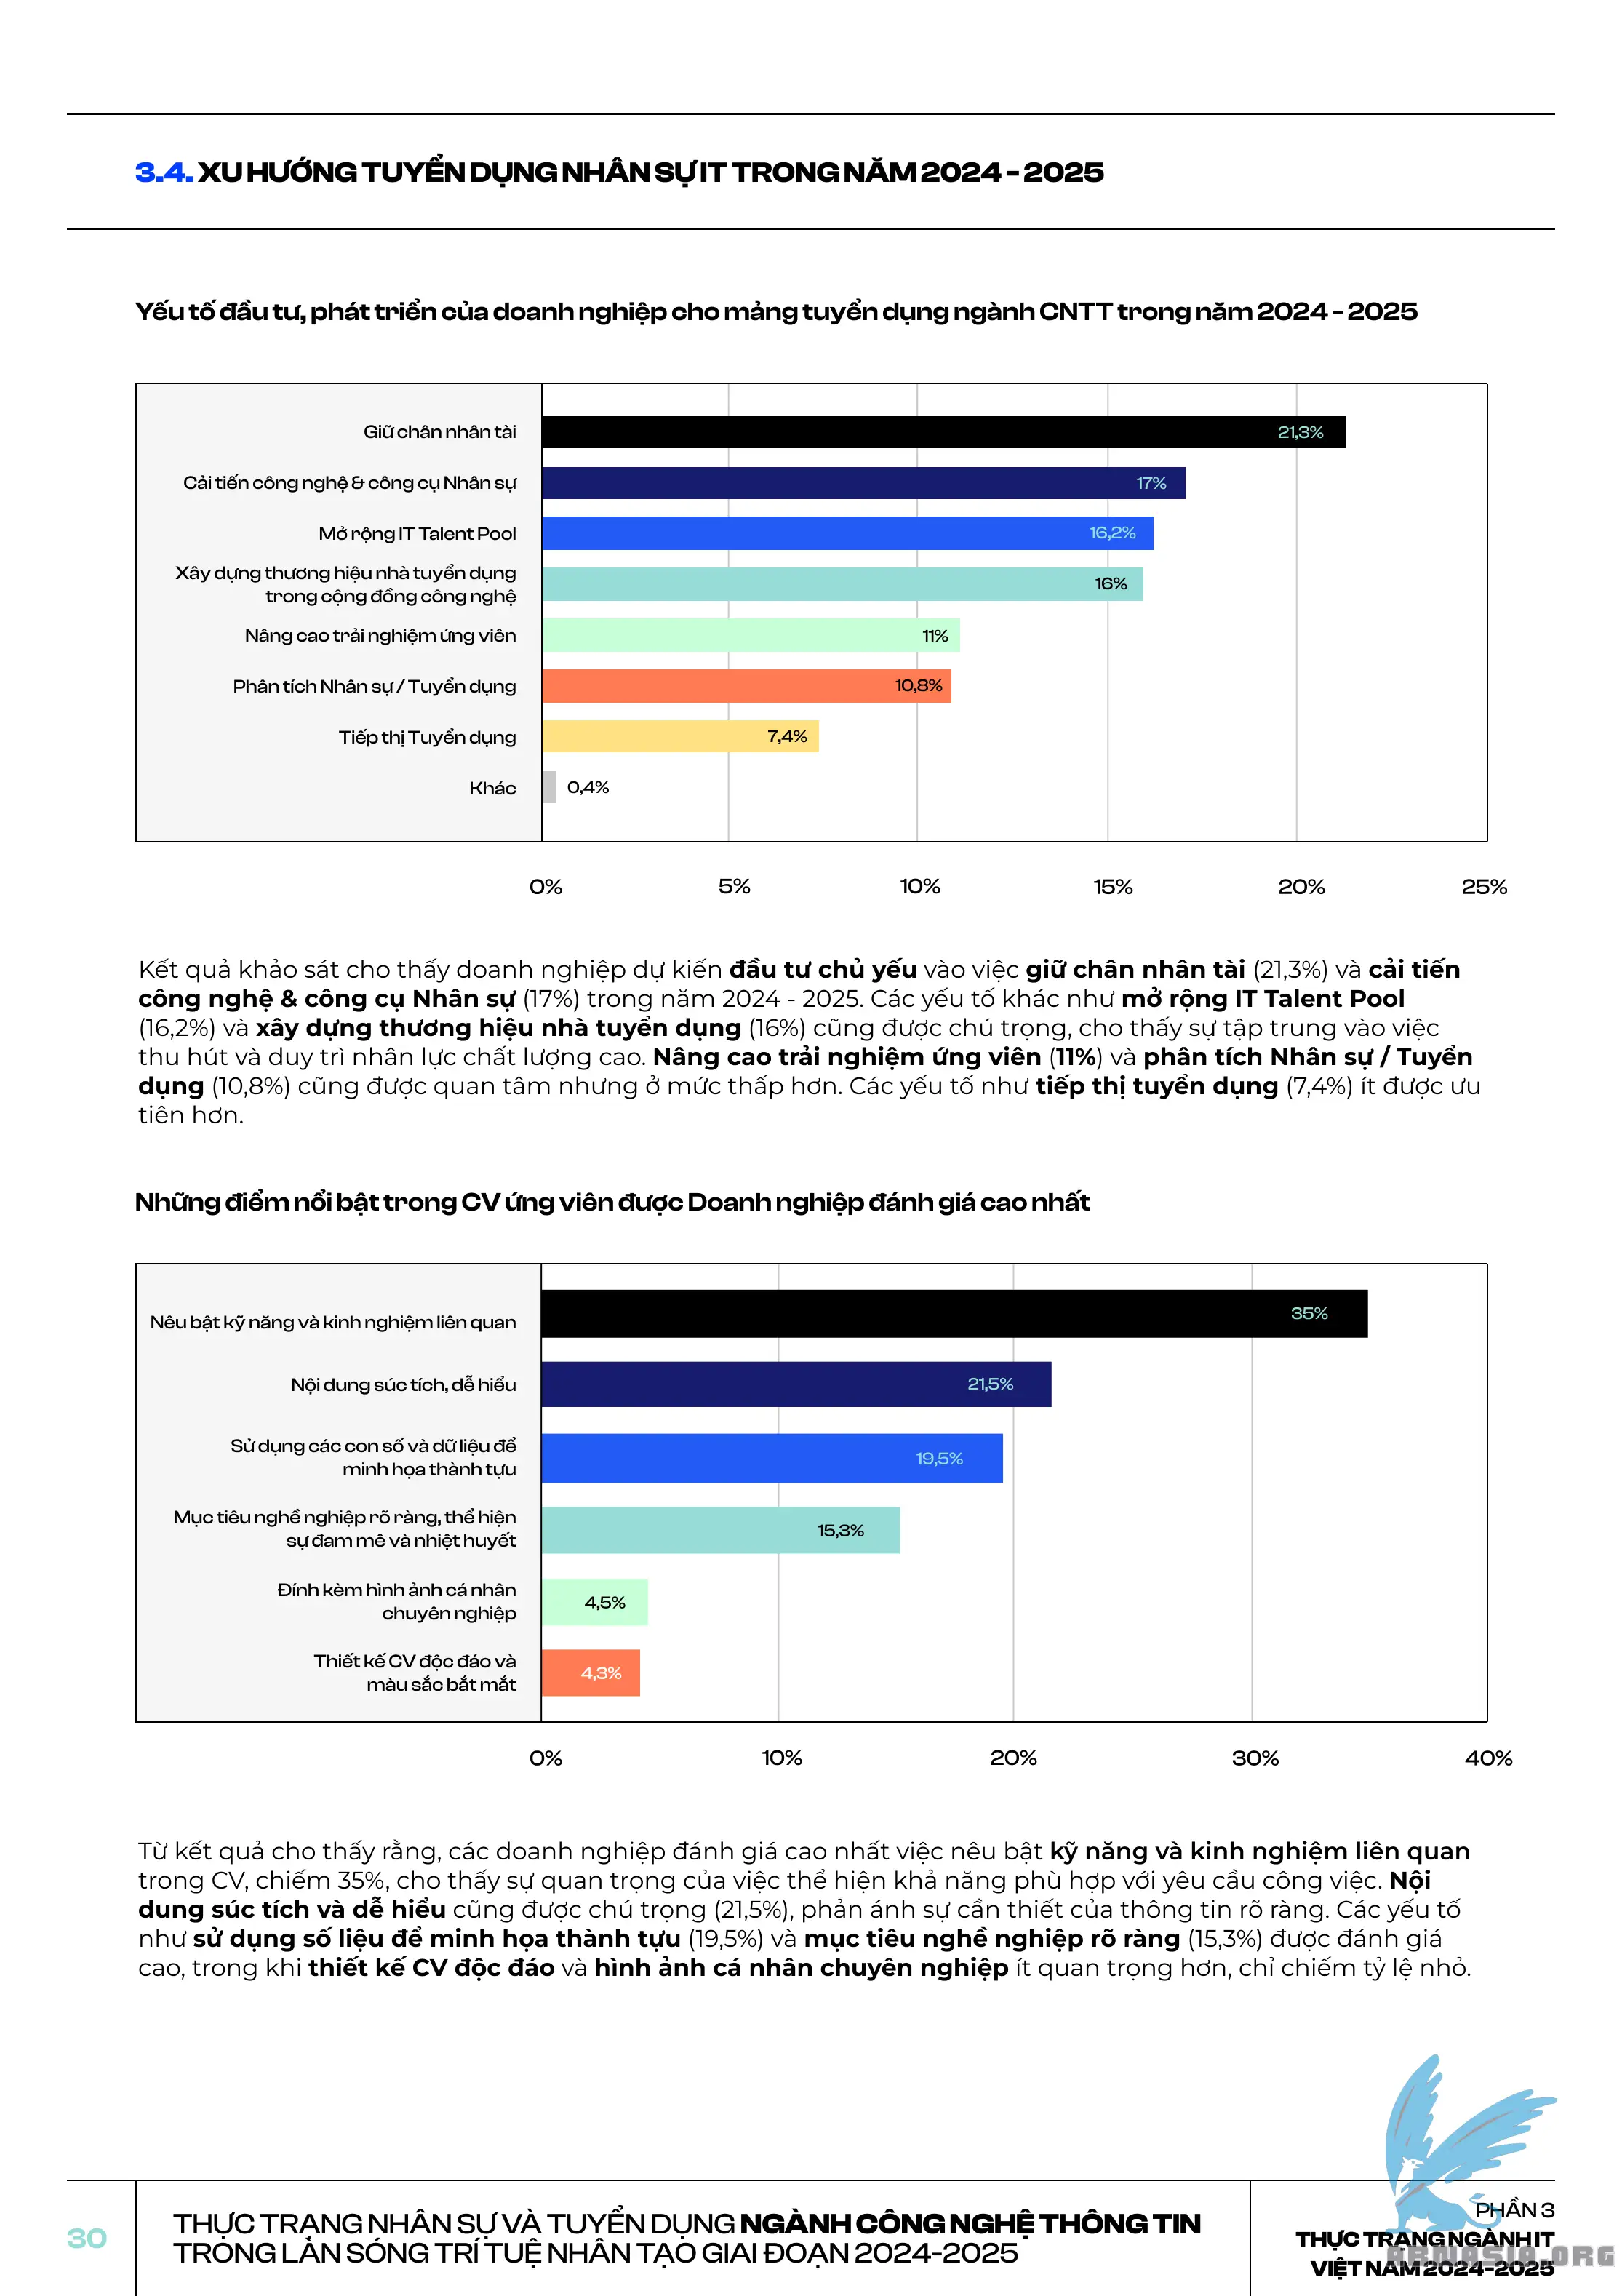 3.4. XU HƯỚNG TUYỂN DỤNG NHÂN SỰ IT TRONG NĂM 2024 - 2025
Yếu tố đầu tư, phát triển của doanh nghiệp cho mảng tuyển dụng ngành CNTT trong năm 2024 - 2025
Giữ chân nhân tài
21,3%
Cải tiến công nghệ & công cụ Nhân sự
17%
Mở rộng IT Talent Pool
16,2%
Xây dựng thương hiệu nhà tuyển dụng
trong cộng đồng công nghệ
16%
Nâng cao trải nghiệm ứng viên
11%
Phân tích Nhân sự / Tuyển dụng
10,8%
Tiếp thị Tuyển dụng
7,4%
Khác
0,4%
0% 5% 10% 15% 20% 25%
Kết quả khảo sát cho thấy doanh nghiệp dự kiến đầu tư chủ yếu vào việc giữ chân nhân tài (21,3%) và cải tiến
công nghệ & công cụ Nhân sự (17%) trong năm 2024 - 2025. Các yếu tố khác như mở rộng IT Talent Pool
(16,2%) và xây dựng thương hiệu nhà tuyển dụng (16%) cũng được chú trọng, cho thấy sự tập trung vào việc
thu hút và duy trì nhân lực chất lượng cao. Nâng cao trải nghiệm ứng viên (11%) và phân tích Nhân sự / Tuyển
dụng (10,8%) cũng được quan tâm nhưng ở mức thấp hơn. Các yếu tố như tiếp thị tuyển dụng (7,4%) ít được ưu
tiên hơn.
Những điểm nổi bật trong CV ứng viên được Doanh nghiệp đánh giá cao nhất
Nêu bật kỹ năng và kinh nghiệm liên quan
35%
Nội dung súc tích, dễ hiểu
21,5%
Sử dụng các con số và dữ liệu để
minh họa thành tựu
19,5%
Mục tiêu nghề nghiệp rõ ràng, thể hiện
sự đam mê và nhiệt huyết
15,3%
Đính kèm hình ảnh cá nhân
chuyên nghiệp
4,5%
Thiết kế CV độc đáo và
màu sắc bắt mắt
4,3%
0% 10% 20% 30% 40%
Từ kết quả cho thấy rằng, các doanh nghiệp đánh giá cao nhất việc nêu bật kỹ năng và kinh nghiệm liên quan
trong CV, chiếm 35%, cho thấy sự quan trọng của việc thể hiện khả năng phù hợp với yêu cầu công việc. Nội
dung súc tích và dễ hiểu cũng được chú trọng (21,5%), phản ánh sự cần thiết của thông tin rõ ràng. Các yếu tố
như sử dụng số liệu để minh họa thành tựu (19,5%) và mục tiêu nghề nghiệp rõ ràng (15,3%) được đánh giá
cao, trong khi thiết kế CV độc đáo và hình ảnh cá nhân chuyên nghiệp ít quan trọng hơn, chỉ chiếm tỷ lệ nhỏ.
30
THỰC TRẠNG NHÂN SỰ VÀ TUYỂN DỤNG NGÀNH CÔNG NGHỆ THÔNG TIN
TRONG LÀN SÓNG TRÍ TUỆ NHÂN TẠO GIAI ĐOẠN 2024-2025
PHẦN 3
THỰC TRẠNG NGÀNH IT
VIỆT NAM 2024-2025
ARWASIA.ORG